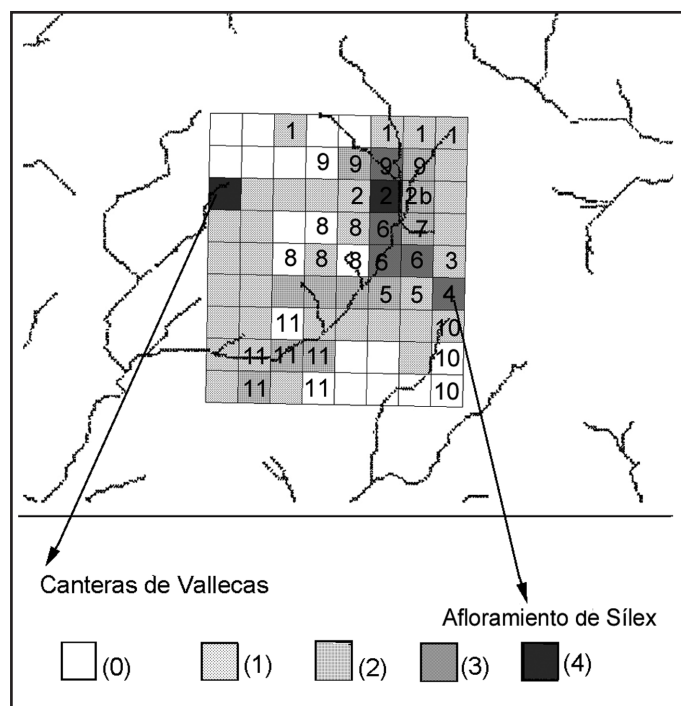 1 1 1 1
9 9 9 9
2 2 2b
8 8 6 7
8 8 8 6 6 3
5 5 4
11 10
11 11 11 10
11 11 10
Canteras de Vallecas
Afloramiento de Sílex
(0) (1) (2) (3) (4)